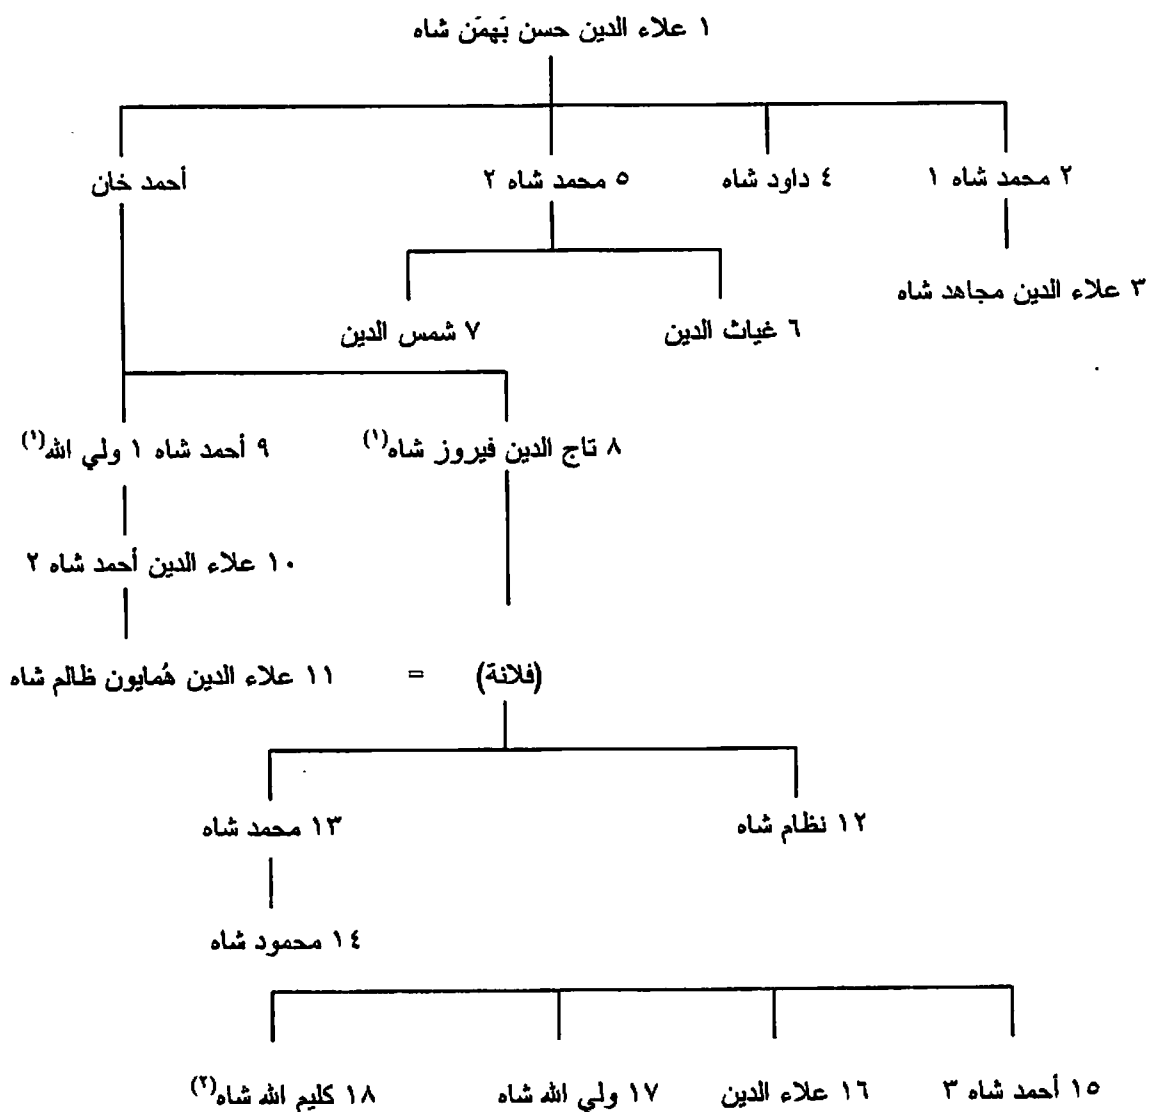 ١ علاء الدين حسن بَهمَن شاه
٢ محمد شاه ١
٤ داود شاه
٥ محمد شاه ٢
أحمد خان
٣ علاء الدين مجاهد شاه
٦ غياث الدين
٧ شمس الدين
٨ تاج الدين فيروز شاه(١)
٩ أحمد شاه ١ ولي الله(١)
١٠ علاء الدين أحمد شاه ٢
(فلانة) = ١١ علاء الدين هُمايون ظالم شاه
١٢ نظام شاه
١٣ محمد شاه
١٤ محمود شاه
١٥ أحمد شاه ٣
١٦ علاء الدين
١٧ ولي الله شاه
١٨ كليم الله شاه(٢)